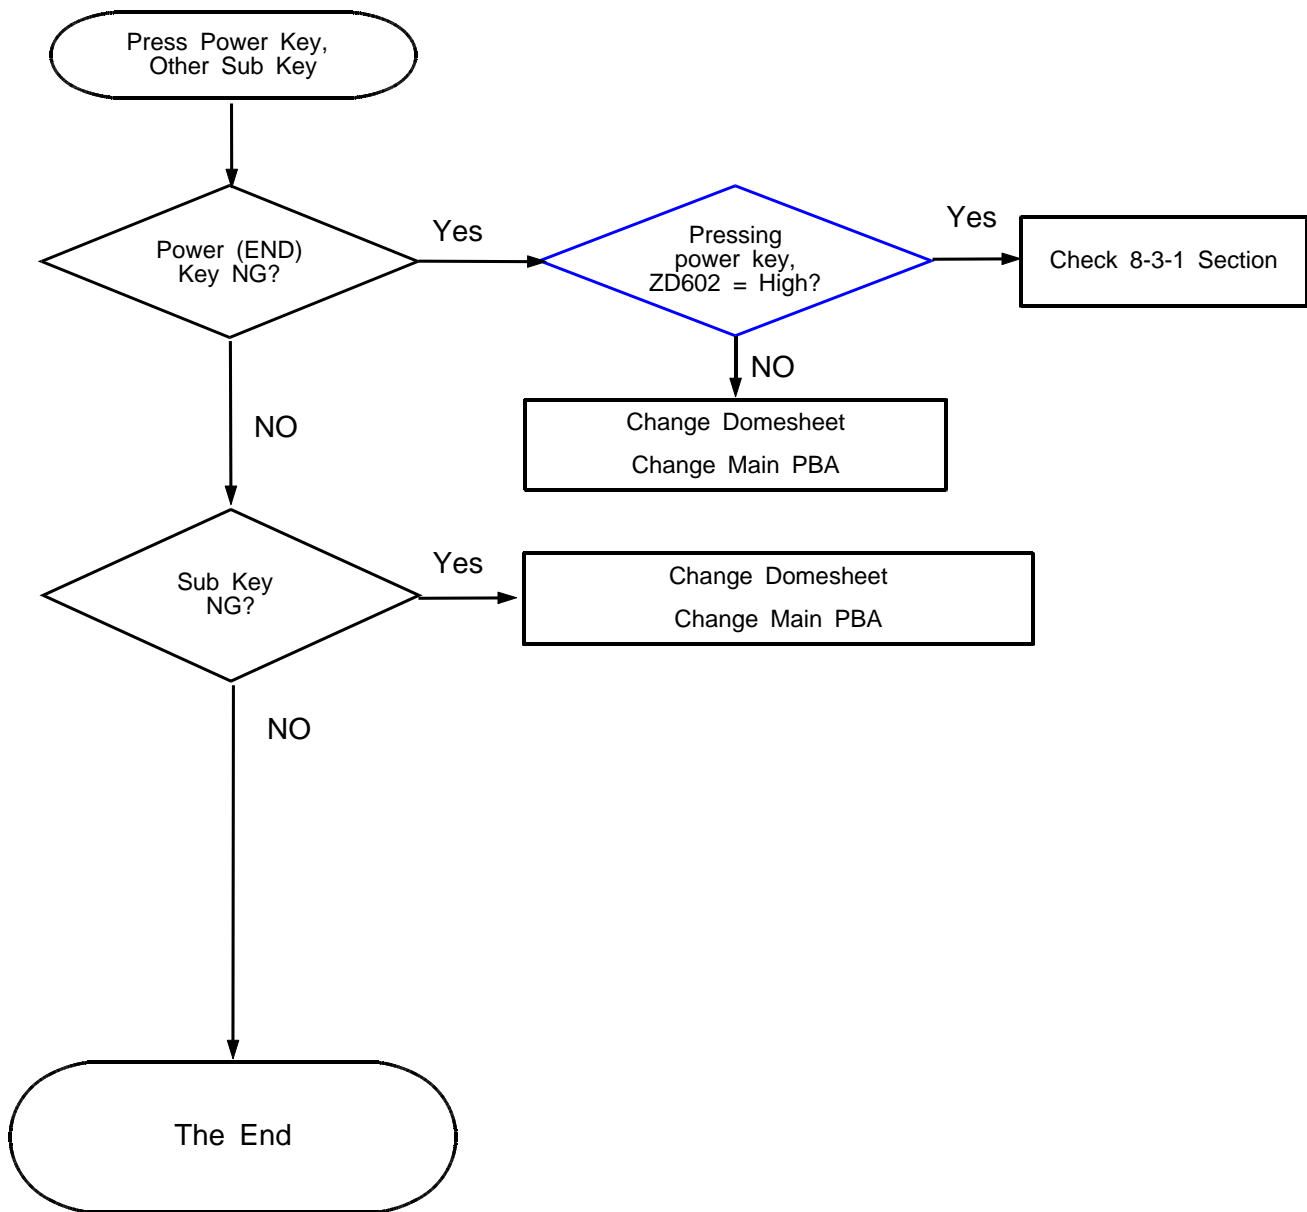 Press Power Key,
Other Sub Key
Power (END)
Key NG?
Yes
Pressing
power key,
ZD602 = High?
Yes
Check 8-3-1 Section
NO
Change Domesheet
Change Main PBA
NO
Sub Key
NG?
Yes
Change Domesheet
Change Main PBA
NO
The End